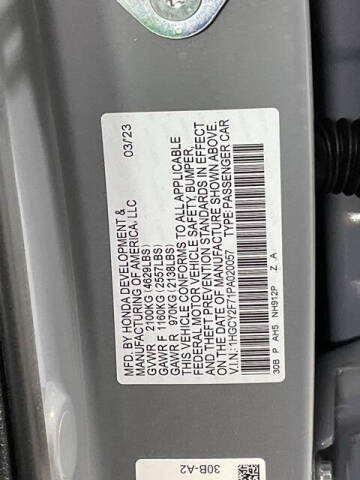 MFD. BY HONDA DEVELOPMENT & 03/23
MANUFACTURING OF AMERICA, LLC
GVWR 2100KG (4629LBS)
GAWR F 1160KG (2557LBS)
GAWR R 970KG (2138LBS)
THIS VEHICLE CONFORMS TO ALL APPLICABLE
FEDERAL MOTOR VEHICLE SAFETY, BUMPER,
AND THEFT PREVENTION STANDARDS IN EFFECT
ON THE DATE OF MANUFACTURE SHOWN ABOVE.
V.I.N: 1HGCY2F71PA020057 TYPE:PASSENGER CAR
30B P AH5 NH912P Z A
30B-A2